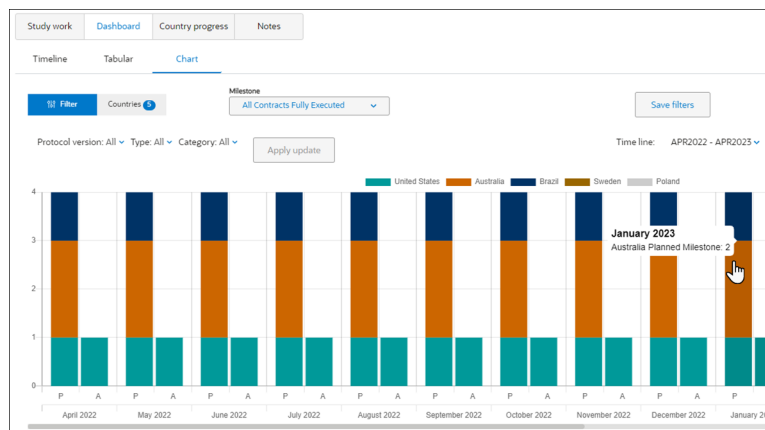 Study work Dashboard Country progress Notes
Timeline Tabular Chart
Milestone
Filter Countries 5 All Contracts Fully Executed Save filters
Protocol version: All Type: All Category: All Apply update Time line: APR2022 - APR2023
United States Australia Brazil Sweden Poland
4
January 2023
3 Australia Planned Milestone: 2
2
1
0
P A P A P A P A P A P A P A P A P A P
April 2022 May 2022 June 2022 July 2022 August 2022 September 2022 October 2022 November 2022 December 2022 January 2